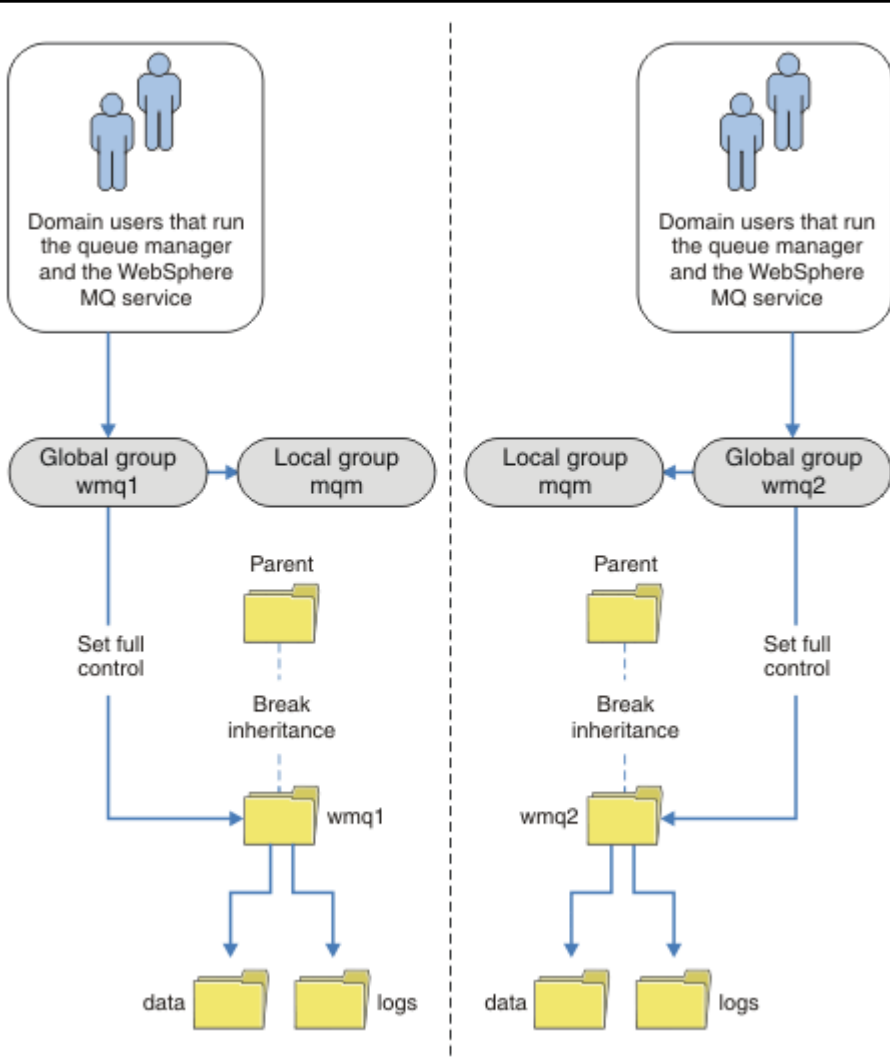 Domain users that run
the queue manager
and the WebSphere
MQ service
Global group
wmq1
Local group
mqm
Parent
Set full
control
Break
inheritance
wmq1
data
logs
Domain users that run
the queue manager
and the WebSphere
MQ service
Local group
mqm
Global group
wmq2
Parent
Set full
control
Break
inheritance
wmq2
data
logs